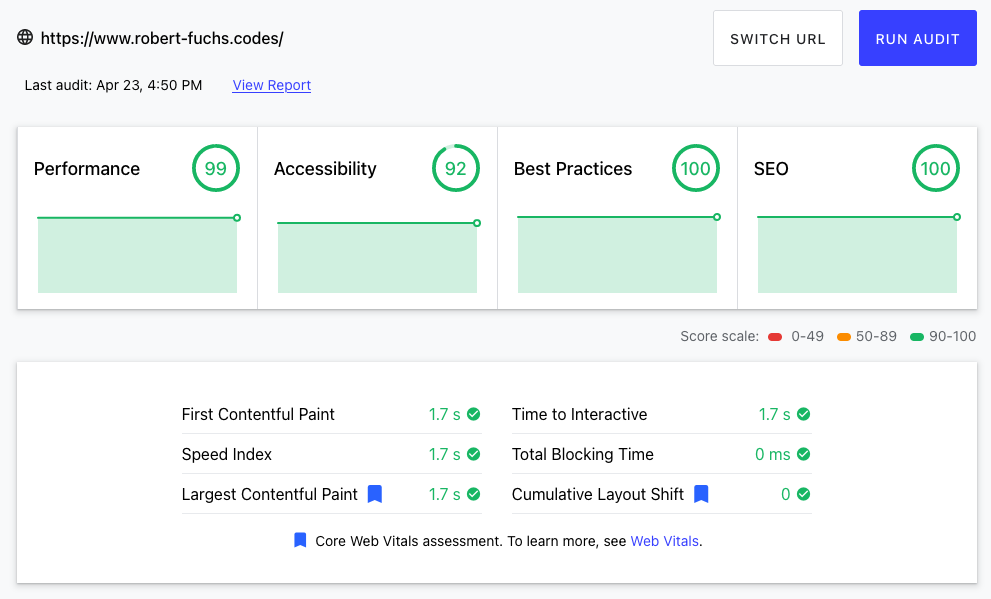 https://www.robert-fuchs.codes/
SWITCH URL
RUN AUDIT
Last audit: Apr 23, 4:50 PM
View Report
Performance 99
Accessibility 92
Best Practices 100
SEO 100
Score scale: 0-49 50-89 90-100
First Contentful Paint 1.7 s
Time to Interactive 1.7 s
Speed Index 1.7 s
Total Blocking Time 0 ms
Largest Contentful Paint 1.7 s
Cumulative Layout Shift 0
Core Web Vitals assessment. To learn more, see Web Vitals.